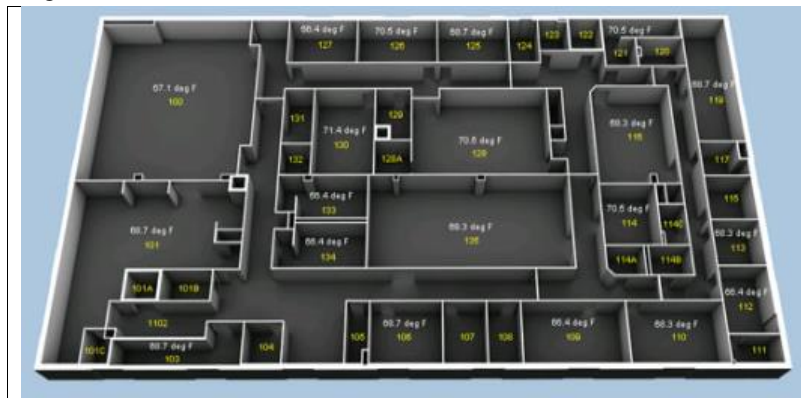 66.4 deg F
127
70.5 deg F
126
68.7 deg F
125
124
123
122
70.5 deg F
121
120
67.1 deg F
100
131
71.4 deg F
130
129
132
128A
70.5 deg F
128
68.3 deg F
116
68.7 deg F
118
117
115
66.4 deg F
133
68.7 deg F
101
68.3 deg F
135
66.4 deg F
134
70.5 deg F
114
114C
114A
114B
68.3 deg F
113
101A
101B
1102
66.4 deg F
112
101C
68.7 deg F
103
104
105
68.7 deg F
106
107
108
66.4 deg F
109
68.3 deg F
110
111